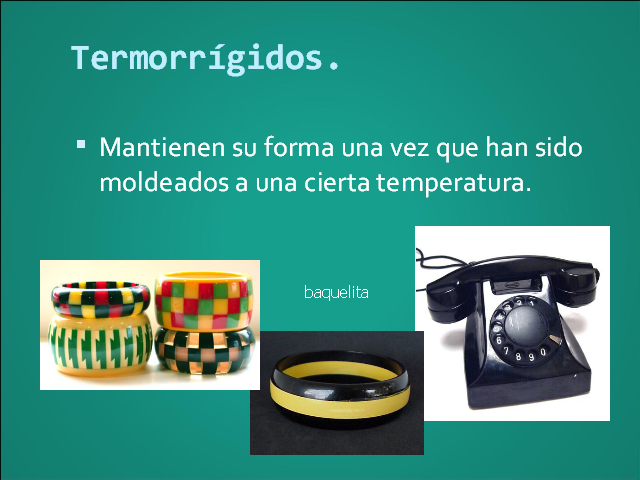 Termorrígidos.
Mantienen su forma una vez que han sido
moldeados a una cierta temperatura.
baquelita